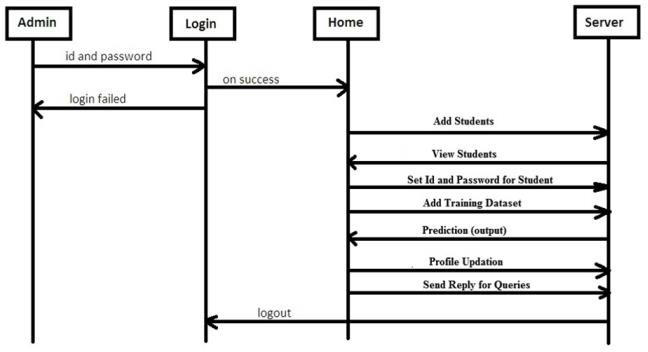 Admin
Login
Home
Server
id and password
on success
login failed
Add Students
View Students
Set Id and Password for Student
Add Training Dataset
Prediction (output)
Profile Updation
Send Reply for Queries
logout